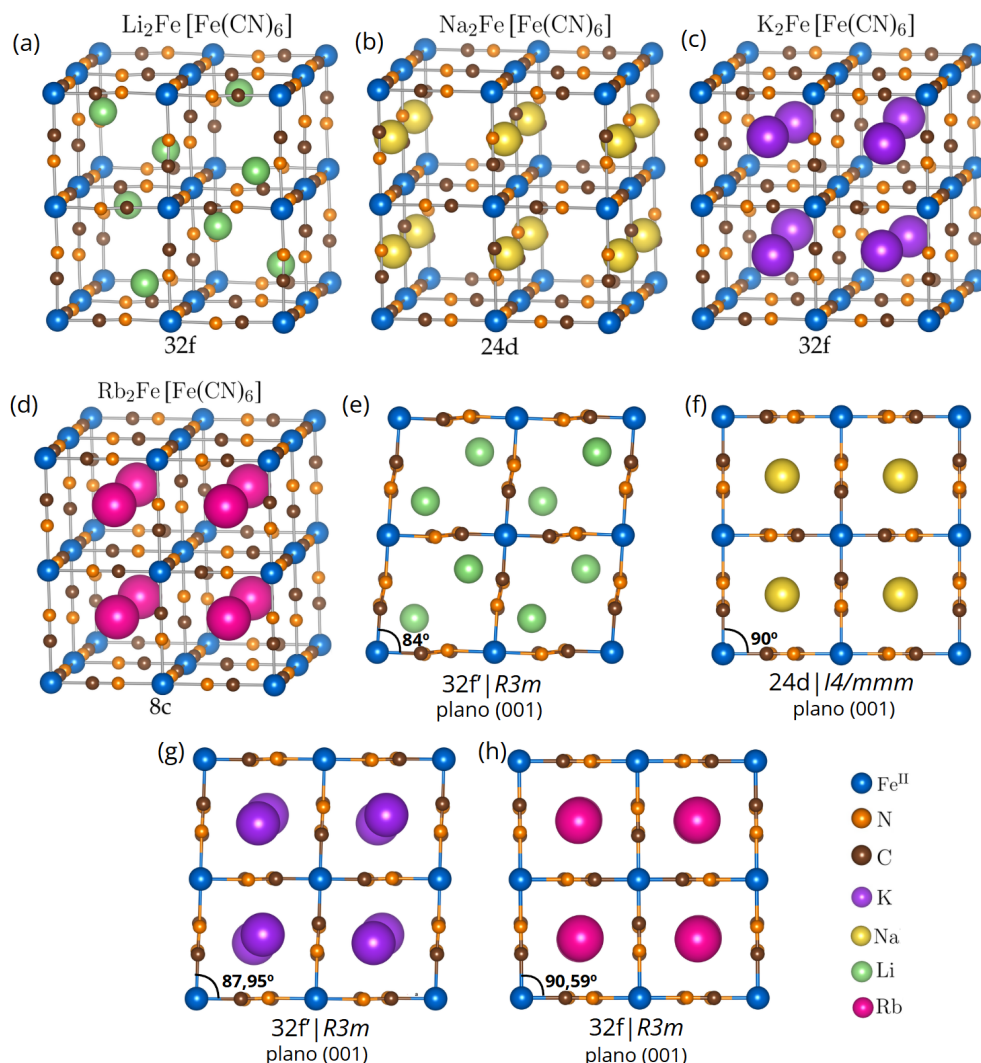 (a) Li₂Fe[Fe(CN)₆]
32f
(b) Na₂Fe[Fe(CN)₆]
24d
(c) K₂Fe[Fe(CN)₆]
32f
(d) Rb₂Fe[Fe(CN)₆]
8c
(e)
84º
32f'|R3m
plano (001)
(f)
90º
24d|I4/mmm
plano (001)
(g)
87,95º
32f'|R3m
plano (001)
(h)
90,59º
32f|R3m
plano (001)
Feᴵᴵ
N
C
K
Na
Li
Rb